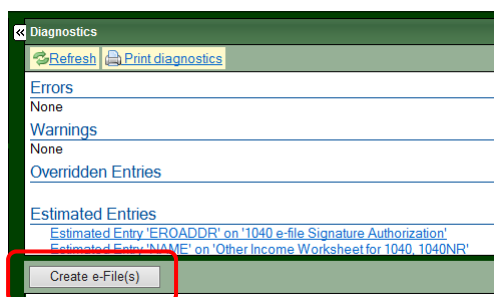 Diagnostics
Refresh Print diagnostics
Errors
None
Warnings
None
Overridden Entries
Estimated Entries
Estimated Entry 'EROADDR' on '1040 e-file Signature Authorization'
Estimated Entry 'NAME' on 'Other Income Worksheet for 1040, 1040NR'
Create e-File(s)